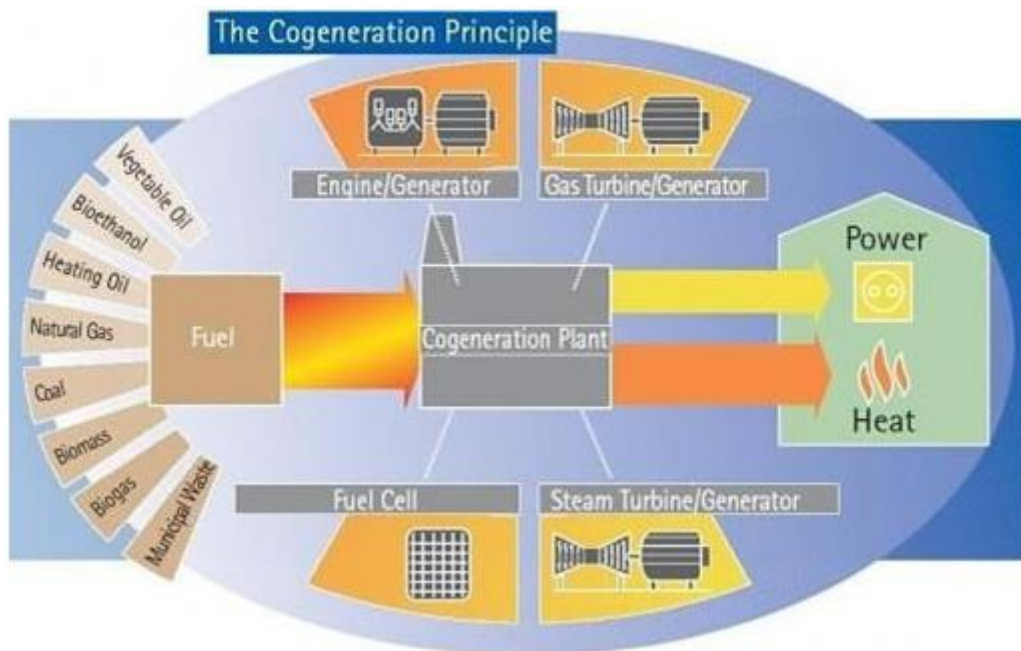 The Cogeneration Principle
Engine/Generator
Gas Turbine/Generator
Vegetable Oil
Bioethanol
Heating Oil
Natural Gas
Coal
Biomass
Biogas
Municipal Waste
Fuel
Cogeneration Plant
Power
Heat
Fuel Cell
Steam Turbine/Generator